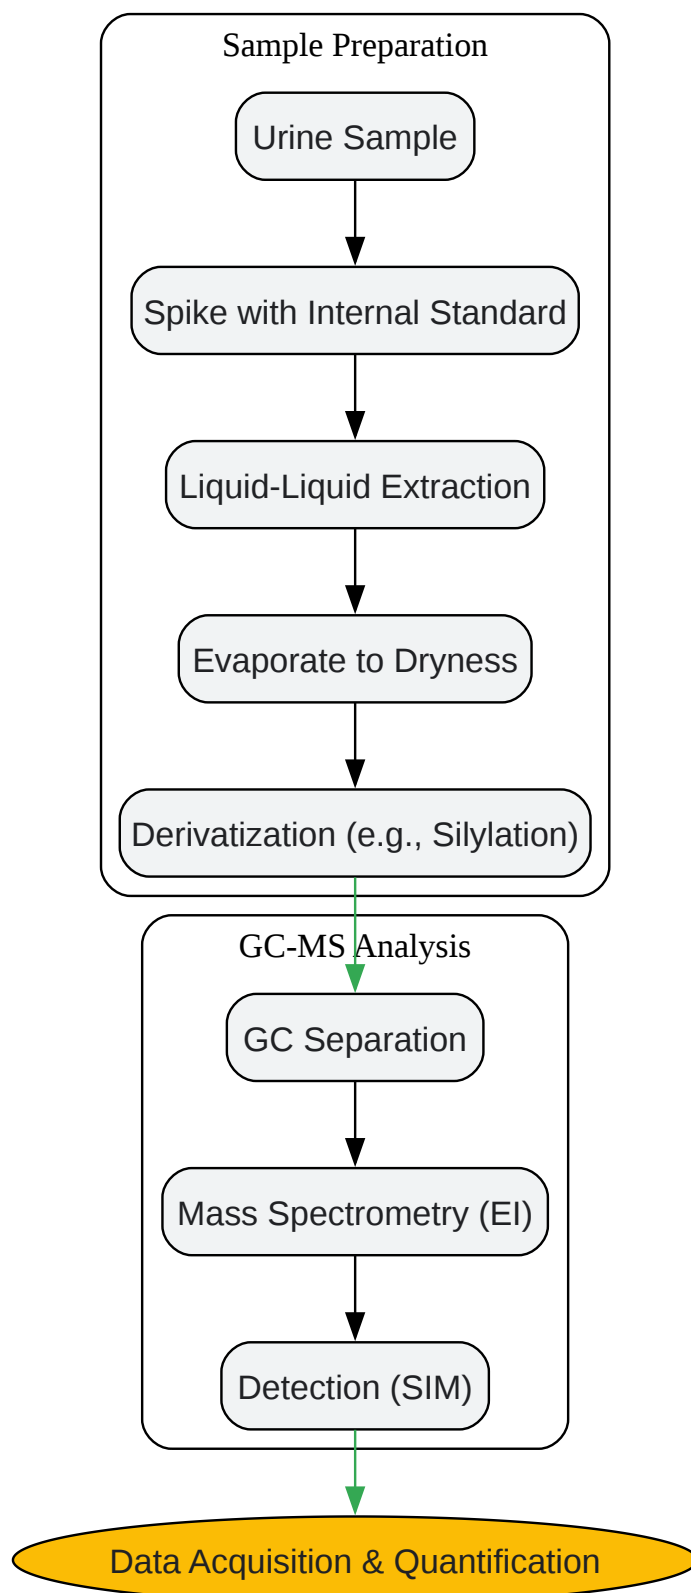 Sample Preparation
Urine Sample
Spike with Internal Standard
Liquid-Liquid Extraction
Evaporate to Dryness
Derivatization (e.g., Silylation)
GC-MS Analysis
GC Separation
Mass Spectrometry (EI)
Detection (SIM)
Data Acquisition & Quantification